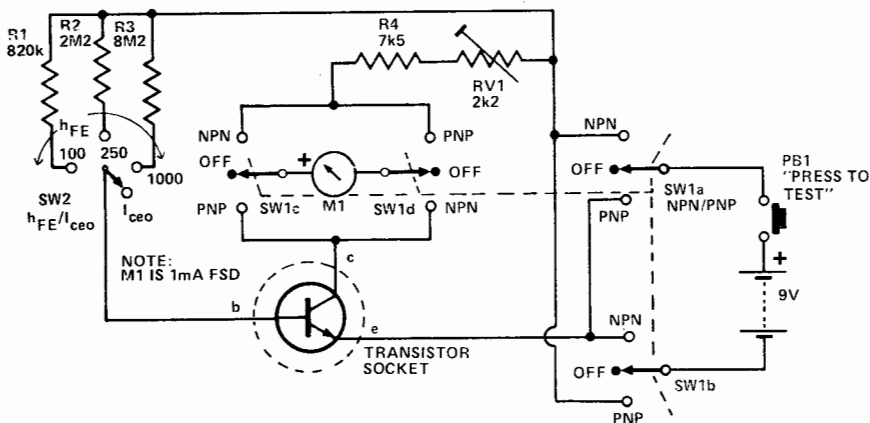 R1
820k
R2
2M2
R3
8M2
R4
7k5
RV1
2k2
hFE
100
250
1000
Iceo
SW2
hFE/Iceo
NPN
OFF
PNP
+
M1
SW1c
SW1d
PNP
OFF
NPN
NOTE:
M1 IS 1mA FSD
b
c
e
TRANSISTOR
SOCKET
NPN
OFF
PNP
SW1a
NPN/PNP
PB1
"PRESS TO
TEST"
+
9V
NPN
OFF
PNP
SW1b